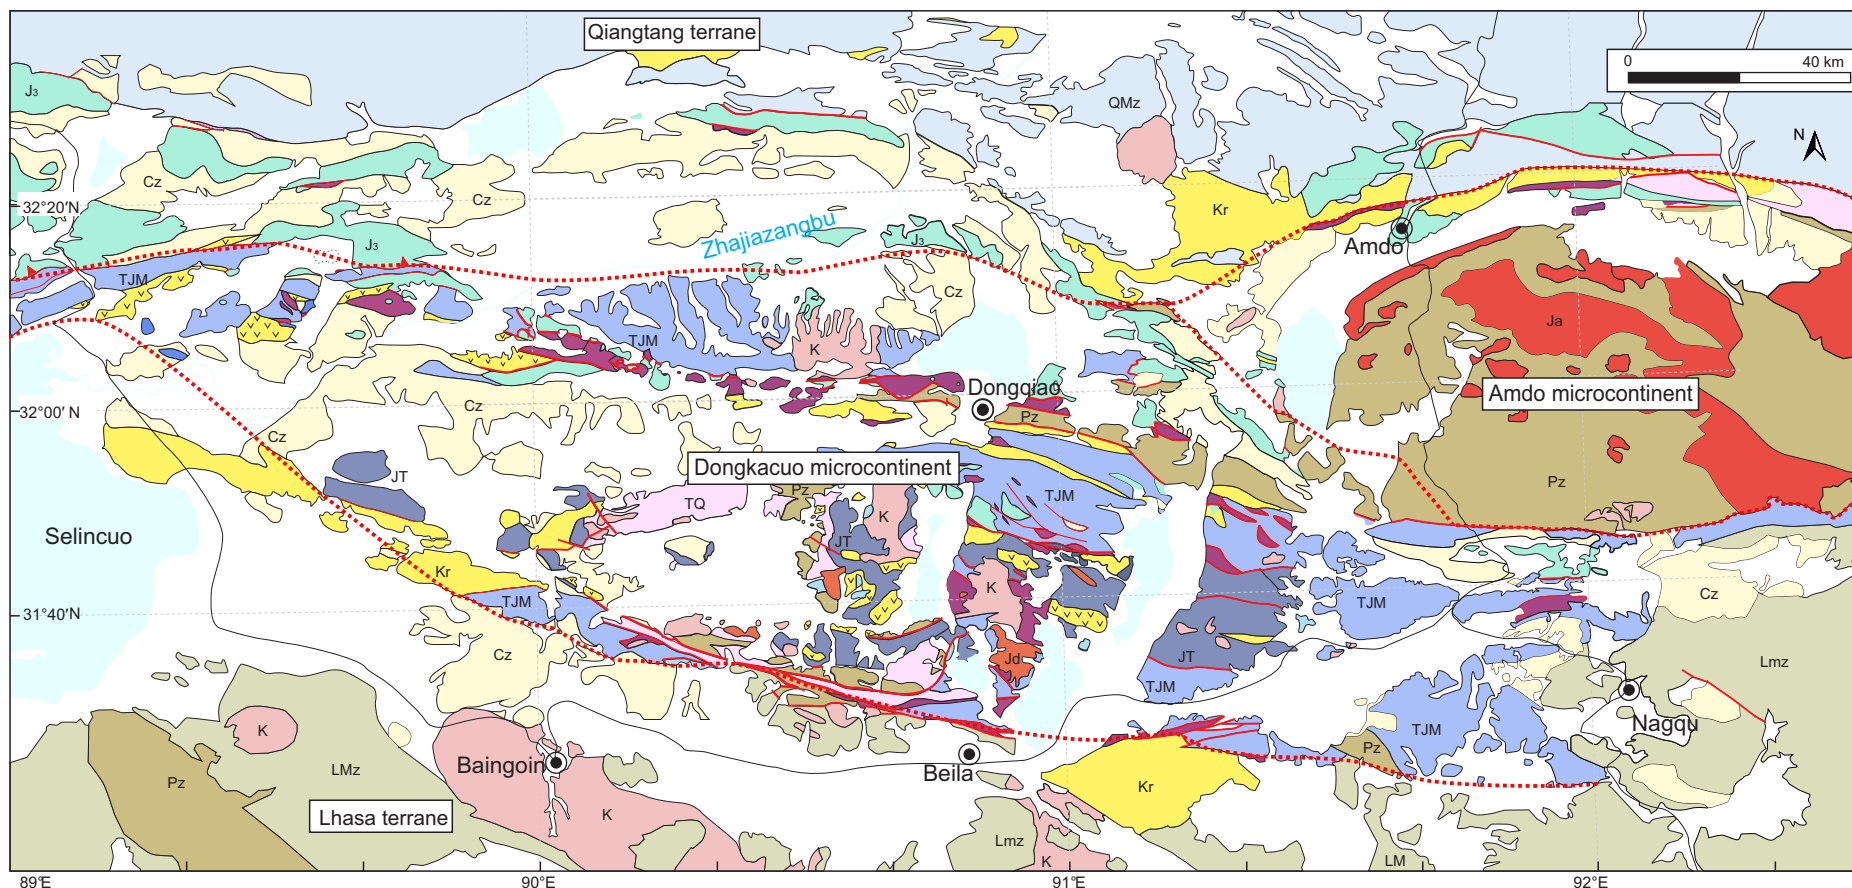 Qiangtang terrane
0 40 km
J3
QMz
N
Cz
Cz
Kr
32°20′N
Zhajiazangbu
J3
J3
Amdo
TJM
Cz
Ja
TJM
K
Dongqiao
Amdo microcontinent
32°00′ N
Cz
Pz
Cz
Dongkacuo microcontinent
JT
Pz
TQ
TJM
Pz
K
Selincuo
JT
Kr
K
Cz
TJM
TJM
31°40′N
Cz
Jd
JT
Lmz
TJM
K
TJM
Nagqu
Pz
LMz
Baingoin
Beila
Pz
Kr
Lhasa terrane
K
Lmz
K
LM
89°E
90°E
91°E
92°E